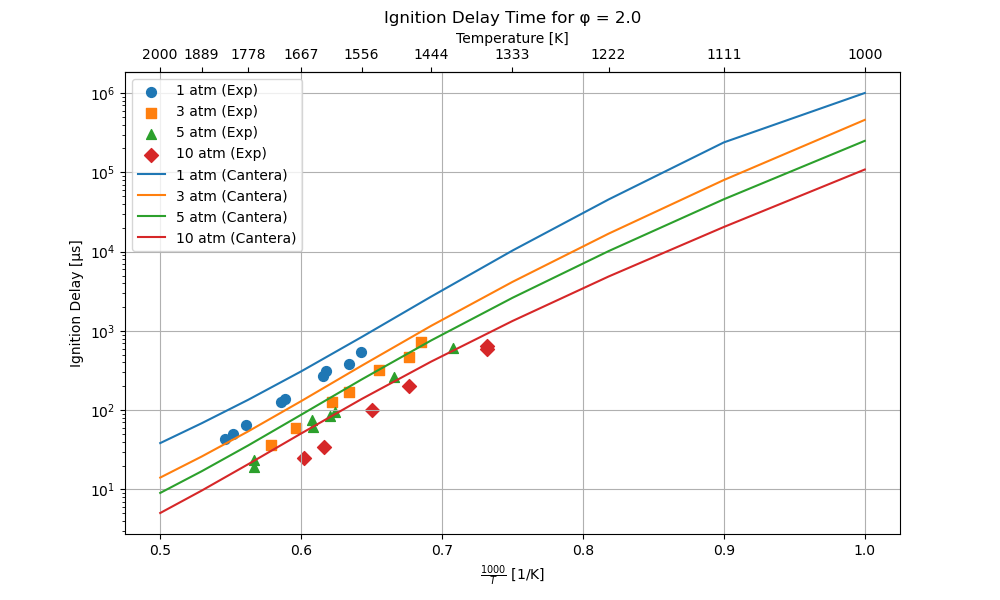 Ignition Delay Time for φ = 2.0
Temperature [K]
2000 1889 1778 1667 1556 1444 1333 1222 1111 1000
1 atm (Exp)
3 atm (Exp)
5 atm (Exp)
10 atm (Exp)
1 atm (Cantera)
3 atm (Cantera)
5 atm (Cantera)
10 atm (Cantera)
Ignition Delay [μs]
10⁶
10⁵
10⁴
10³
10²
10¹
0.5 0.6 0.7 0.8 0.9 1.0
1000/T [1/K]